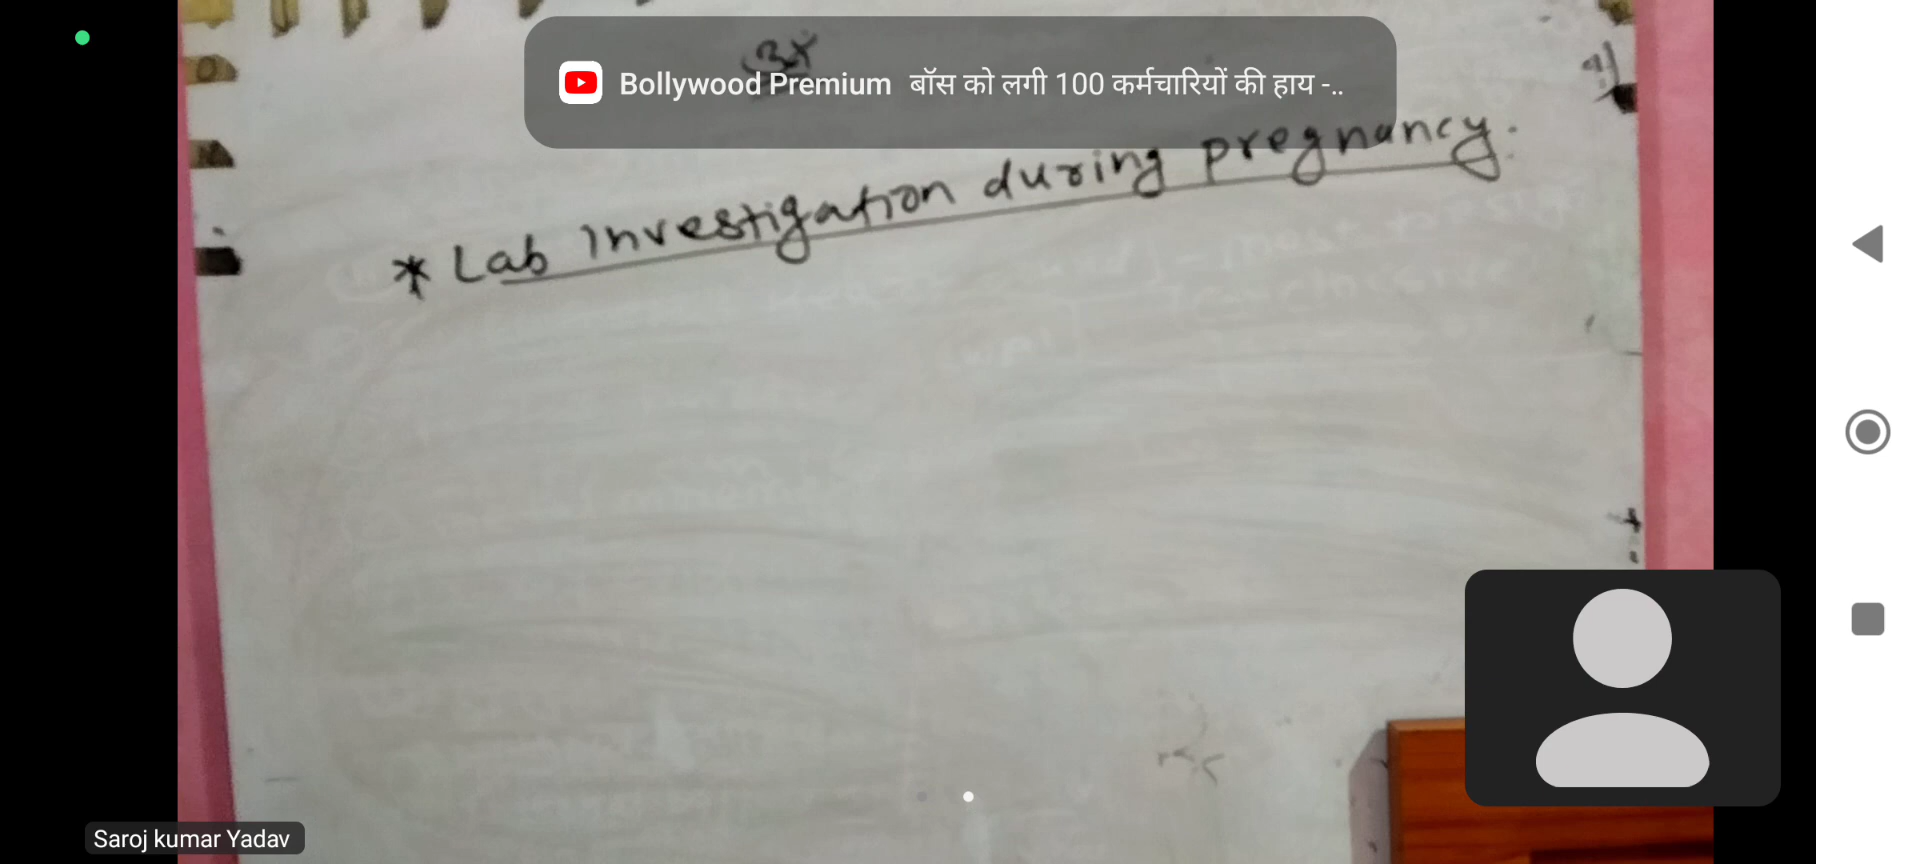 Bollywood Premium बॉस को लगी 100 कर्मचारियों की हाय -..
* Lab Investigation during pregnancy.
Saroj kumar Yadav